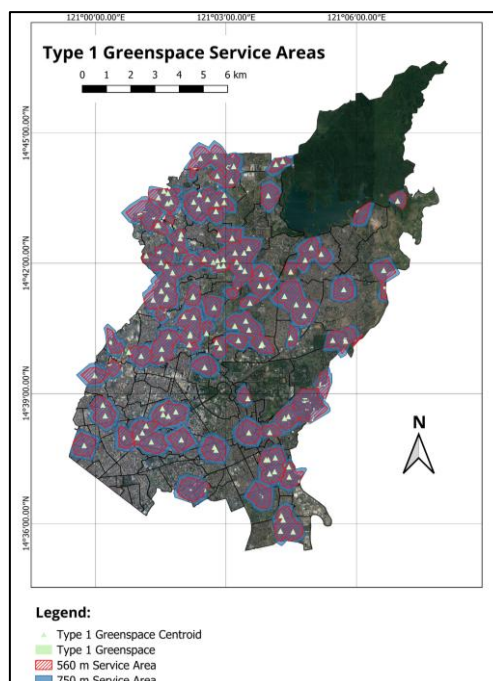 121°00'00.00"E 121°03'00.00"E 121°06'00.00"E
Type 1 Greenspace Service Areas
0 1 2 3 4 5 6 km
14°45'00.00"N
14°42'00.00"N
14°39'00.00"N
14°36'00.00"N
N
Legend:
Type 1 Greenspace Centroid
Type 1 Greenspace
560 m Service Area
750 m Service Area